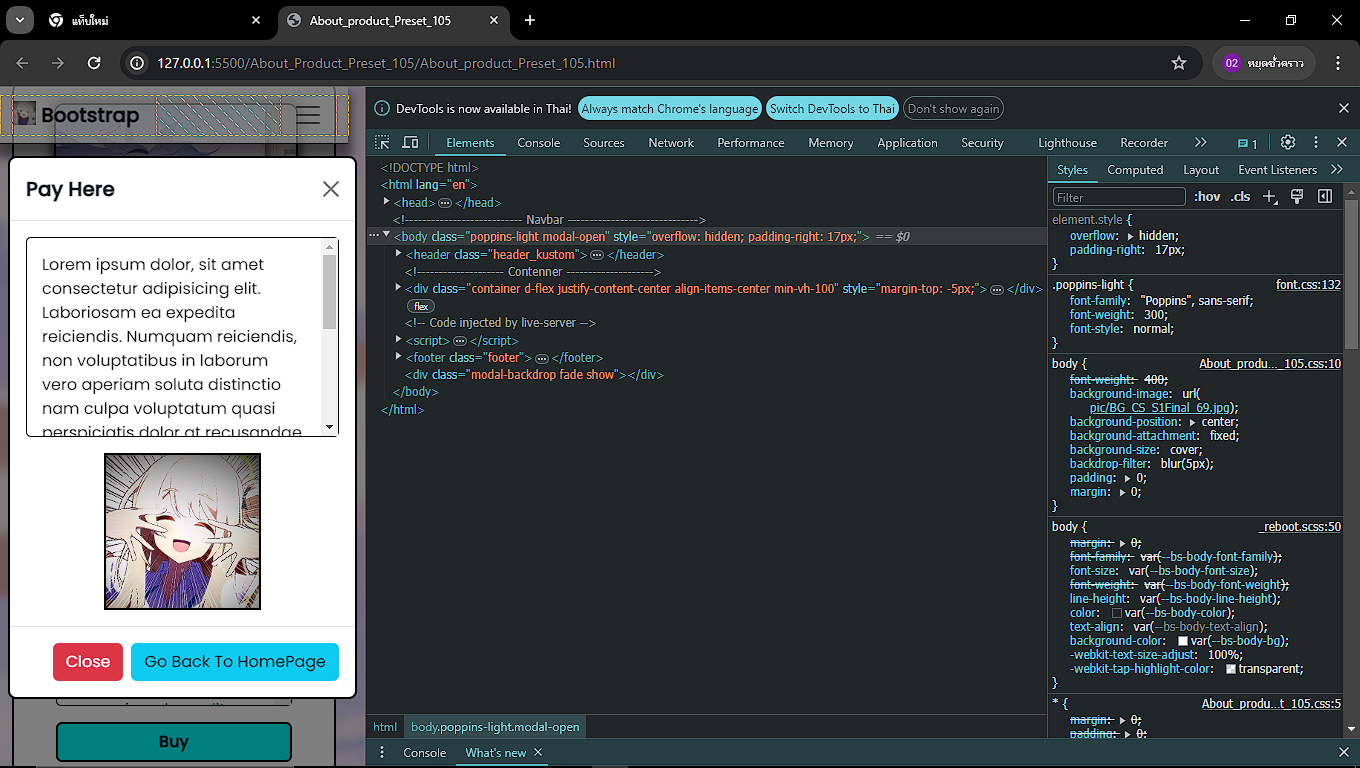 แท็บใหม่
About_product_Preset_105
127.0.0.1:5500/About_Product_Preset_105/About_product_Preset_105.html
02 หยุดชั่วคราว
Bootstrap
Pay Here
Lorem ipsum dolor, sit amet
consectetur adipisicing elit.
Laboriosam ea expedita
reiciendis. Numquam reiciendis,
non voluptatibus in laborum
vero aperiam soluta distinctio
nam culpa voluptatum quasi
perspiciatis dolor at recusandae
Close
Go Back To HomePage
Buy
DevTools is now available in Thai!
Always match Chrome's language
Switch DevTools to Thai
Don't show again
Elements
Console
Sources
Network
Performance
Memory
Application
Security
Lighthouse
Recorder
1
<!DOCTYPE html>
<html lang="en">
<head> </head>
<!--------------------------- Navbar ------------------------------>
<body class="poppins-light modal-open" style="overflow: hidden; padding-right: 17px;"> == $0
<header class="header_kustom"> </header>
<!-------------------- Contenner -------------------->
<div class="container d-flex justify-content-center align-items-center min-vh-100" style="margin-top: -5px;"> </div>
flex
<!-- Code injected by live-server -->
<script> </script>
<footer class="footer"> </footer>
<div class="modal-backdrop fade show"></div>
</body>
</html>
html
body.poppins-light.modal-open
Console
What's new
Styles
Computed
Layout
Event Listeners
Filter
:hov
.cls
element.style {
overflow: hidden;
padding-right: 17px;
}
.poppins-light { font.css:132
font-family: "Poppins", sans-serif;
font-weight: 300;
font-style: normal;
}
body { About_produ…_105.css:10
font-weight: 400;
background-image: url(
pic/BG_CS_S1Final_69.jpg);
background-position: center;
background-attachment: fixed;
background-size: cover;
backdrop-filter: blur(5px);
padding: 0;
margin: 0;
}
body { _reboot.scss:50
margin: 0;
font-family: var(--bs-body-font-family);
font-size: var(--bs-body-font-size);
font-weight: var(--bs-body-font-weight);
line-height: var(--bs-body-line-height);
color: var(--bs-body-color);
text-align: var(--bs-body-text-align);
background-color: var(--bs-body-bg);
-webkit-text-size-adjust: 100%;
-webkit-tap-highlight-color: transparent;
}
* { About_produ…t_105.css:5
margin: 0;
padding: 0;